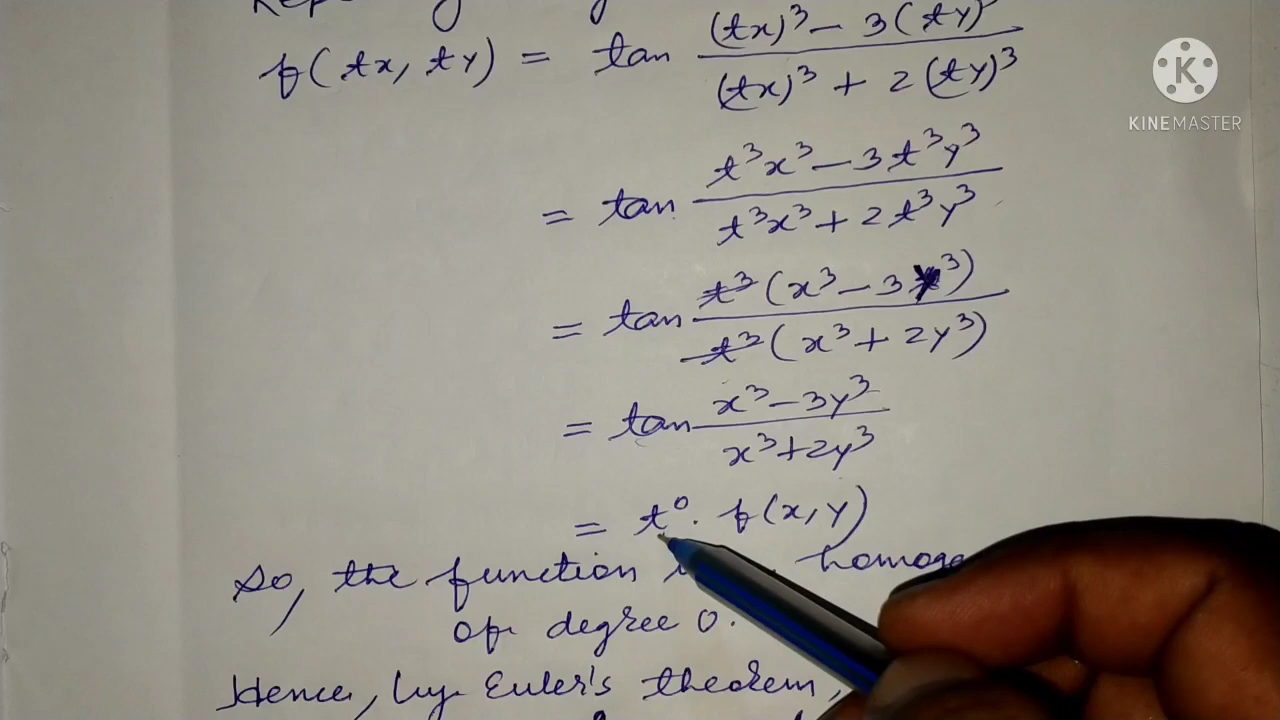 f(tx, ty) = tan (tx)³ - 3(ty)³ / (tx)³ + 2(ty)³
= tan t³x³ - 3t³y³ / t³x³ + 2t³y³
= tan t³(x³ - 3y³) / t³(x³ + 2y³)
= tan x³ - 3y³ / x³ + 2y³
= t⁰. f(x, y)
So, the function
of degree 0.
Hence, by Euler's theorem,
K
KINEMASTER